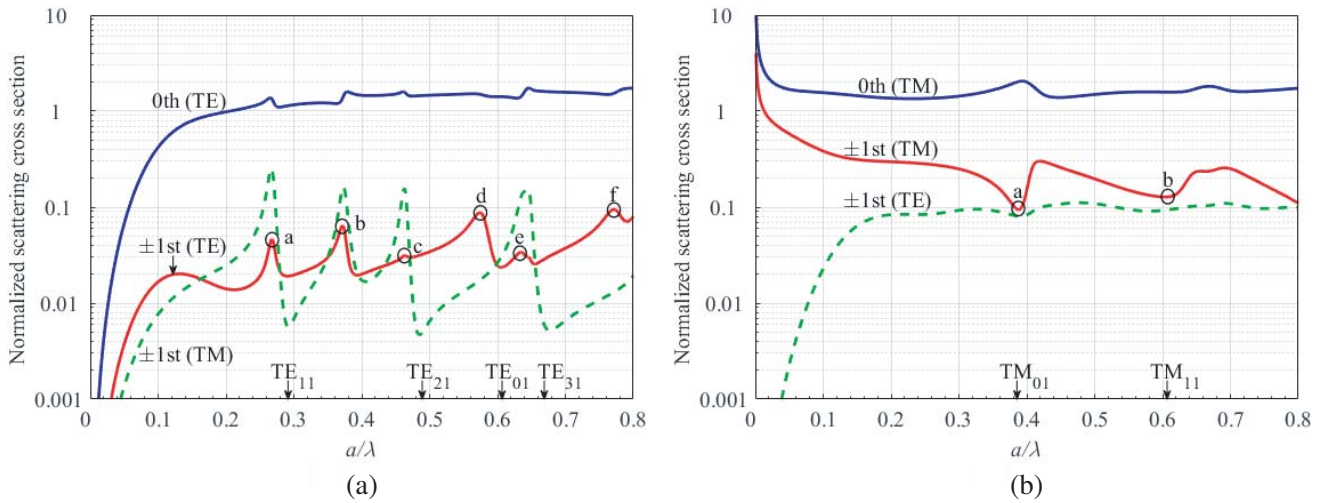 10
1
0.1
0.01
0.001
Normalized scattering cross section
0th (TE)
±1st (TE)
±1st (TM)
a
b
c
d
e
f
TE11
TE21
TE01
TE31
0 0.1 0.2 0.3 0.4 0.5 0.6 0.7 0.8
a/λ
(a)
10
1
0.1
0.01
0.001
Normalized scattering cross section
0th (TM)
±1st (TM)
±1st (TE)
a
b
TM01
TM11
0 0.1 0.2 0.3 0.4 0.5 0.6 0.7 0.8
a/λ
(b)